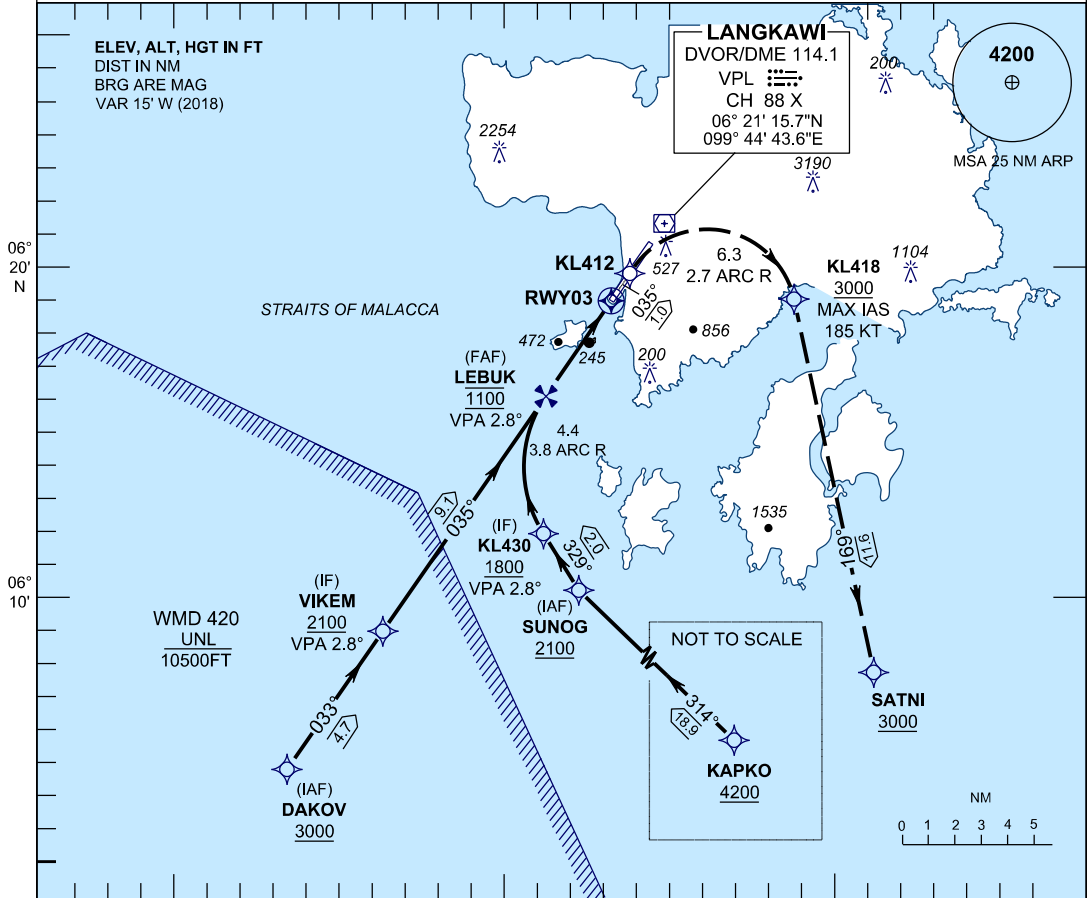 ELEV, ALT, HGT IN FT
DIST IN NM
BRG ARE MAG
VAR 15' W (2018)
LANGKAWI
DVOR/DME 114.1
VPL
CH 88 X
06° 21' 15.7"N
099° 44' 43.6"E
4200
MSA 25 NM ARP
200
2254
3190
1104
527
06°
20'
N
KL412
RWY03
035°
1.0
6.3
2.7 ARC R
KL418
3000
MAX IAS
185 KT
STRAITS OF MALACCA
472
245
856
200
(FAF)
LEBUK
1100
VPA 2.8°
4.4
3.8 ARC R
9.1
035°
(IF)
KL430
1800
VPA 2.8°
2.0
329°
1535
169°
11.6
06°
10'
(IF)
VIKEM
2100
VPA 2.8°
WMD 420
UNL
10500FT
(IAF)
SUNOG
2100
NOT TO SCALE
314°
18.9
KAPKO
4200
SATNI
3000
033°
4.7
(IAF)
DAKOV
3000
NM
0 1 2 3 4 5